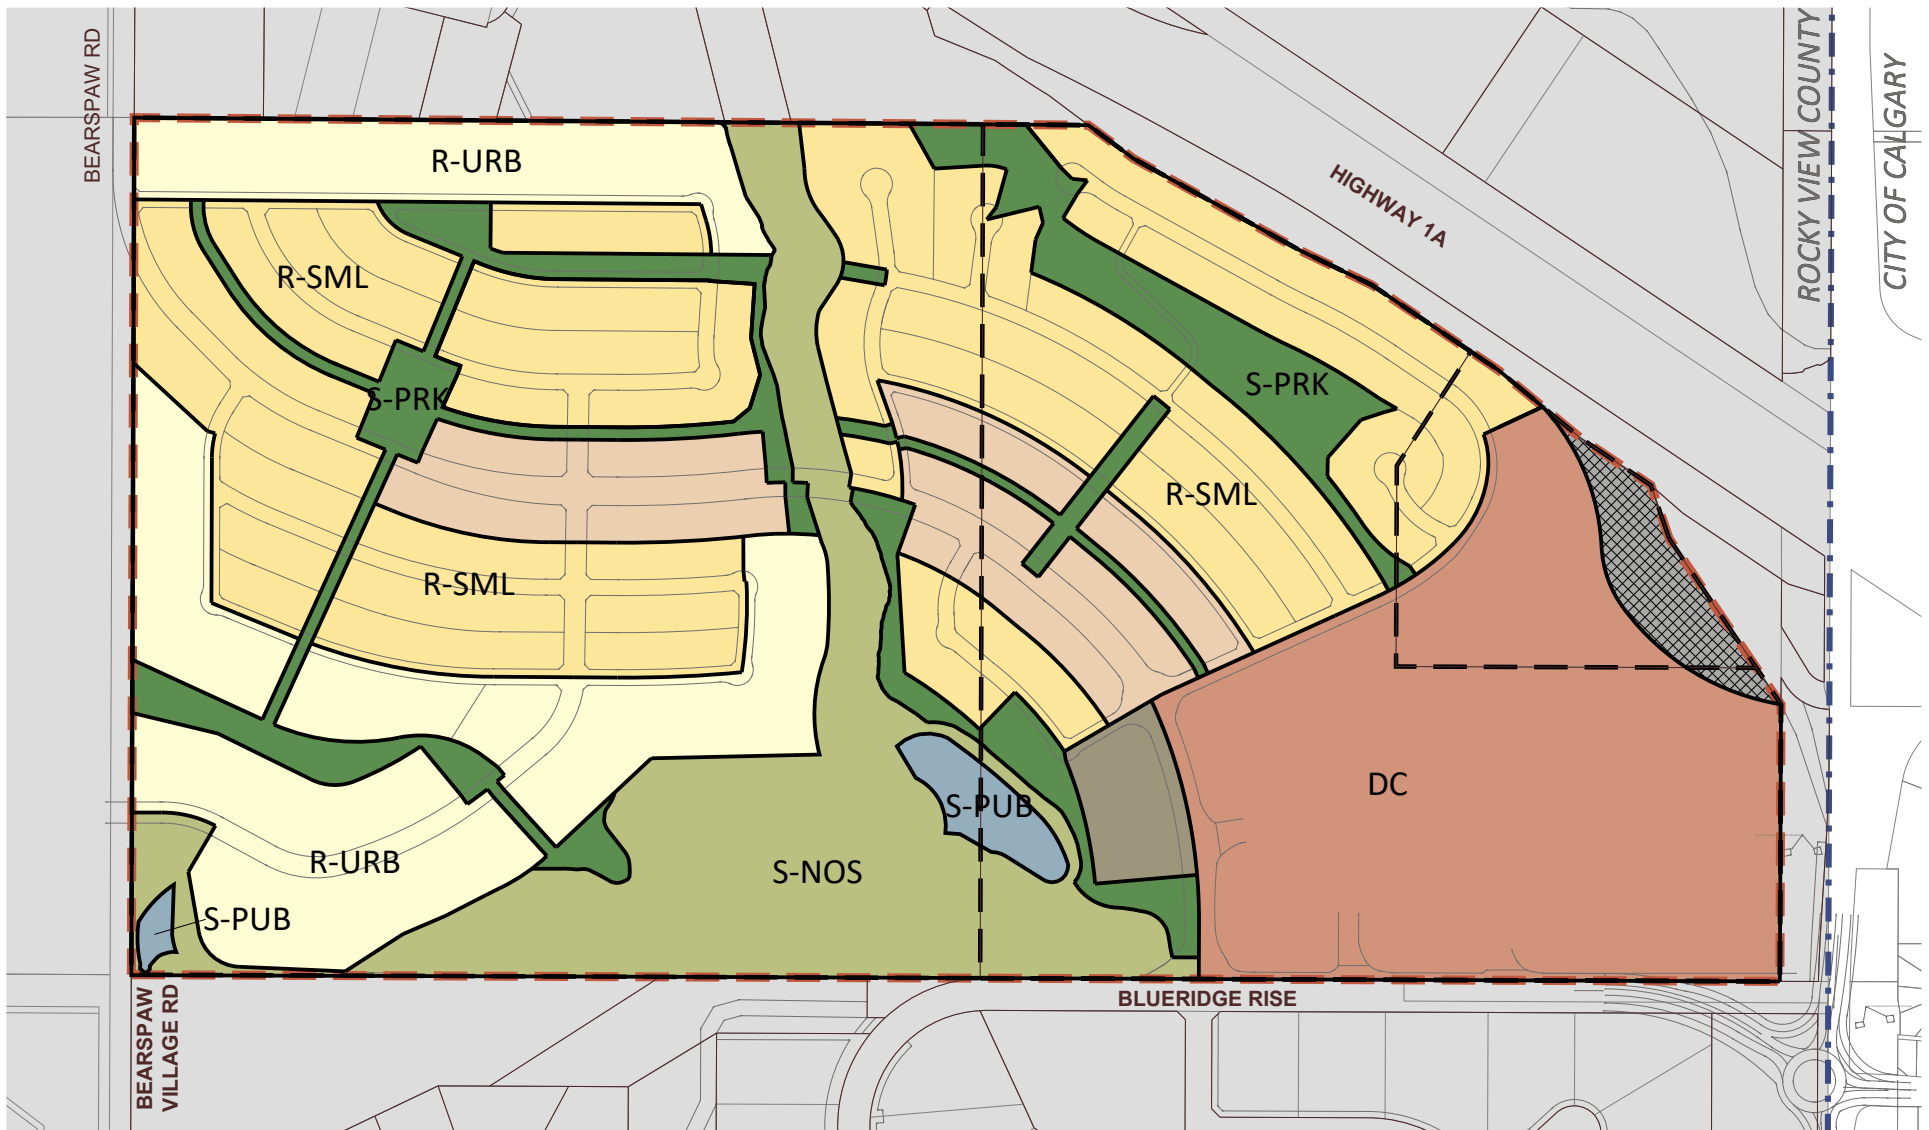 BEARSPAW RD
R-URB
HIGHWAY 1A
ROCKY VIEW COUNTY
CITY OF CALGARY
R-SML
S-PRK
S-PRK
R-SML
R-SML
DC
S-PUB
R-URB
S-NOS
S-PUB
BLUERIDGE RISE
BEARSPAW
VILLAGE RD